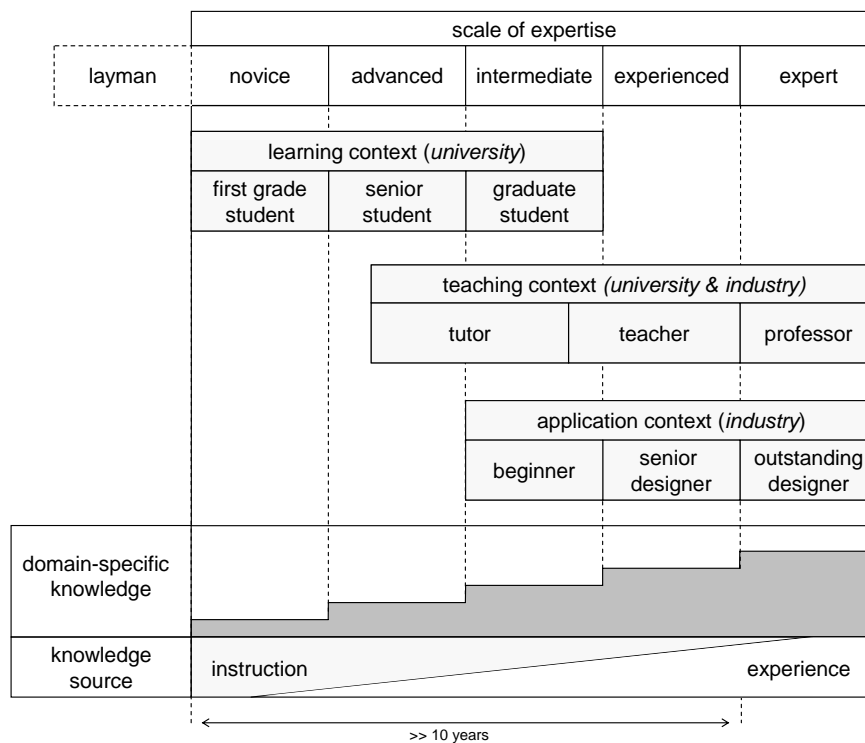 scale of expertise
layman novice advanced intermediate experienced expert
learning context (university)
first grade senior graduate
student student student
teaching context (university & industry)
tutor teacher professor
application context (industry)
beginner senior outstanding
designer designer
domain-specific
knowledge
knowledge
source
instruction experience
>> 10 years